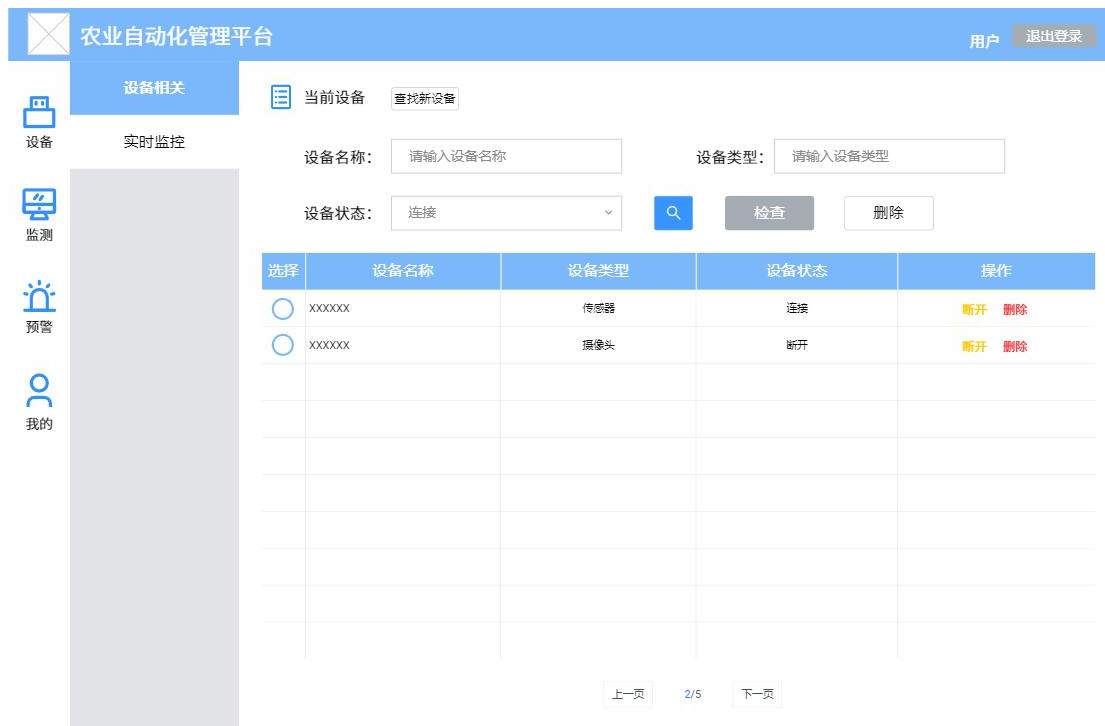 农业自动化管理平台
用户 退出登录
设备相关
实时监控
设备
监测
预警
我的
当前设备 查找新设备
设备名称： 请输入设备名称 设备类型： 请输入设备类型
设备状态： 连接 检查 删除
选择 设备名称 设备类型 设备状态 操作
XXXXXX 传感器 连接 断开 删除
XXXXXX 摄像头 断开 断开 删除
上一页 2/5 下一页